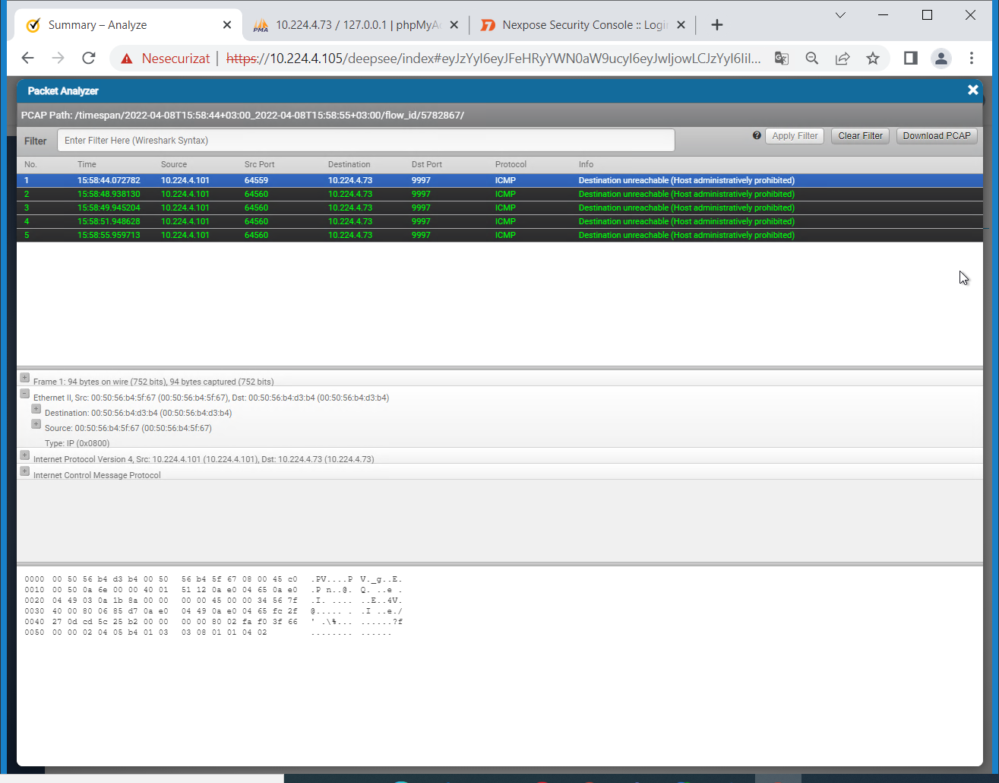 Summary – Analyze
10.224.4.73 / 127.0.0.1 | phpMyA
Nexpose Security Console :: Logi
Nesecurizat | https://10.224.4.105/deepsee/index#eyJzYyI6eyJFeHRyYWN0aW9ucyI6eyJwIjowLCJzYyI6IiI...
Packet Analyzer
PCAP Path: /timespan/2022-04-08T15:58:44+03:00_2022-04-08T15:58:55+03:00/flow_id/5782867/
Filter Enter Filter Here (Wireshark Syntax) Apply Filter Clear Filter Download PCAP
No. Time Source Src Port Destination Dst Port Protocol Info
1 15:58:44.072782 10.224.4.101 64559 10.224.4.73 9997 ICMP Destination unreachable (Host administratively prohibited)
2 15:58:48.938130 10.224.4.101 64560 10.224.4.73 9997 ICMP Destination unreachable (Host administratively prohibited)
3 15:58:49.945204 10.224.4.101 64560 10.224.4.73 9997 ICMP Destination unreachable (Host administratively prohibited)
4 15:58:51.948628 10.224.4.101 64560 10.224.4.73 9997 ICMP Destination unreachable (Host administratively prohibited)
5 15:58:55.959713 10.224.4.101 64560 10.224.4.73 9997 ICMP Destination unreachable (Host administratively prohibited)
Frame 1: 94 bytes on wire (752 bits), 94 bytes captured (752 bits)
Ethernet II, Src: 00:50:56:b4:5f:67 (00:50:56:b4:5f:67), Dst: 00:50:56:b4:d3:b4 (00:50:56:b4:d3:b4)
Destination: 00:50:56:b4:d3:b4 (00:50:56:b4:d3:b4)
Source: 00:50:56:b4:5f:67 (00:50:56:b4:5f:67)
Type: IP (0x0800)
Internet Protocol Version 4, Src: 10.224.4.101 (10.224.4.101), Dst: 10.224.4.73 (10.224.4.73)
Internet Control Message Protocol
0000 00 50 56 b4 d3 b4 00 50 56 b4 5f 67 08 00 45 c0 .PV....P V._g..E.
0010 00 50 0a 6e 00 00 40 01 51 12 0a e0 04 65 0a e0 .P n..@. Q. ..e .
0020 04 49 03 0a 1b 8a 00 00 00 00 45 00 00 34 56 7f .I. .... ..E..4V.
0030 40 00 80 06 85 d7 0a e0 04 49 0a e0 04 65 fc 2f @..... . .I ..e./
0040 27 0d cd 5c 25 b2 00 00 00 00 80 02 fa f0 3f 66 ' .\%... ......?f
0050 00 00 02 04 05 b4 01 03 03 08 01 01 04 02 ........ ......